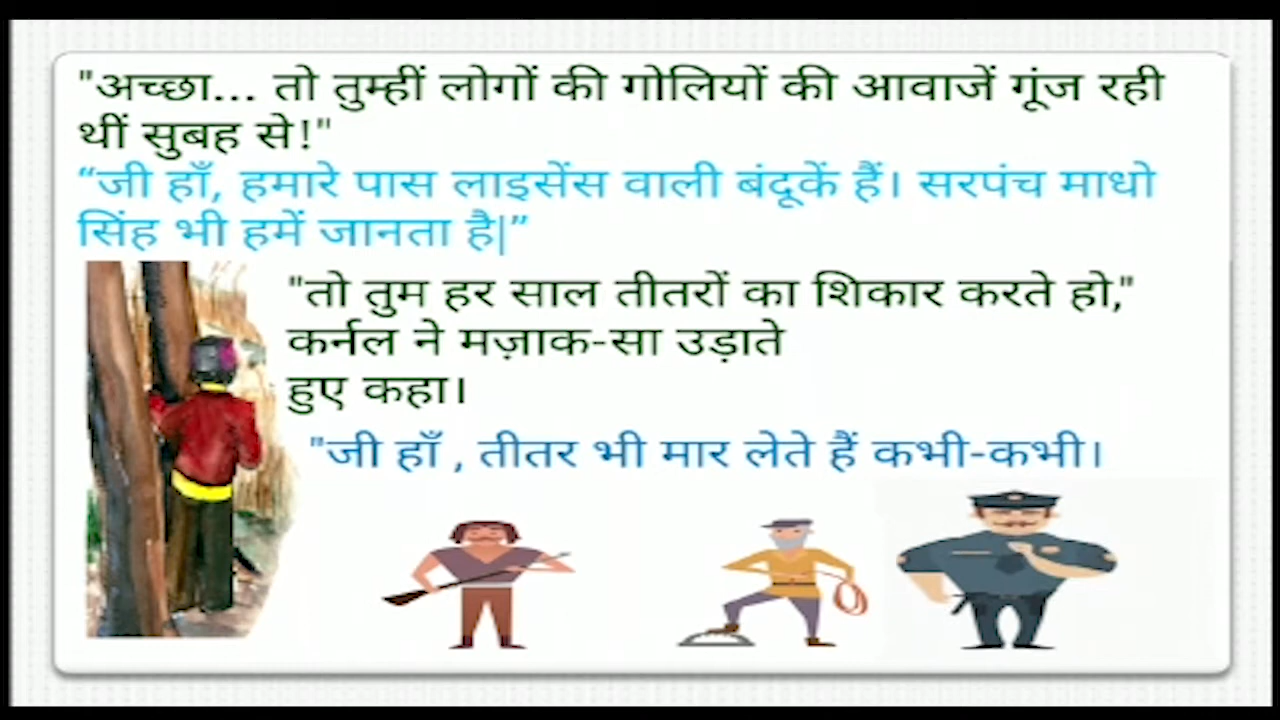 "अच्छा... तो तुम्हीं लोगों की गोलियों की आवाजें गूंज रही
थीं सुबह से!"
“जी हाँ, हमारे पास लाइसेंस वाली बंदूकें हैं। सरपंच माधो
सिंह भी हमें जानता है|”
"तो तुम हर साल तीतरों का शिकार करते हो,"
कर्नल ने मज़ाक-सा उड़ाते
हुए कहा।
"जी हाँ , तीतर भी मार लेते हैं कभी-कभी।